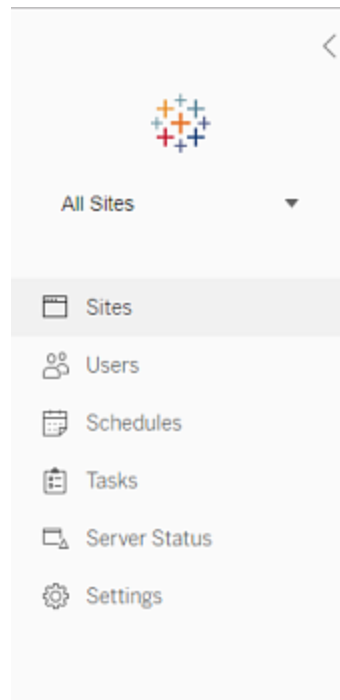 All Sites
Sites
Users
Schedules
Tasks
Server Status
Settings